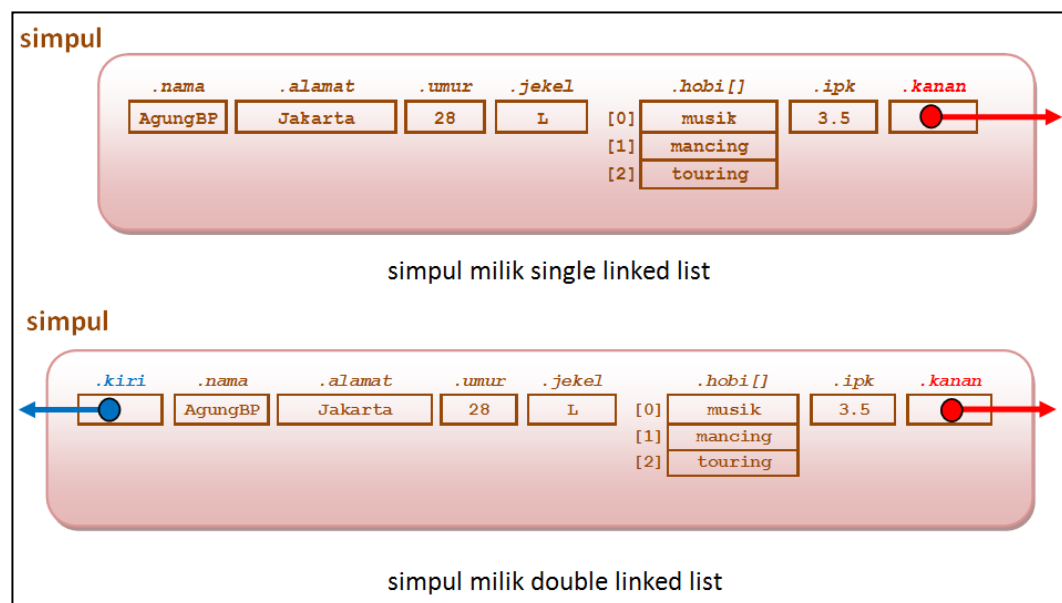 simpul
.nama .alamat .umur .jekel .hobi[] .ipk .kanan
AgungBP Jakarta 28 L [0] musik 3.5
[1] mancing
[2] touring
simpul milik single linked list
simpul
.kiri .nama .alamat .umur .jekel .hobi[] .ipk .kanan
AgungBP Jakarta 28 L [0] musik 3.5
[1] mancing
[2] touring
simpul milik double linked list